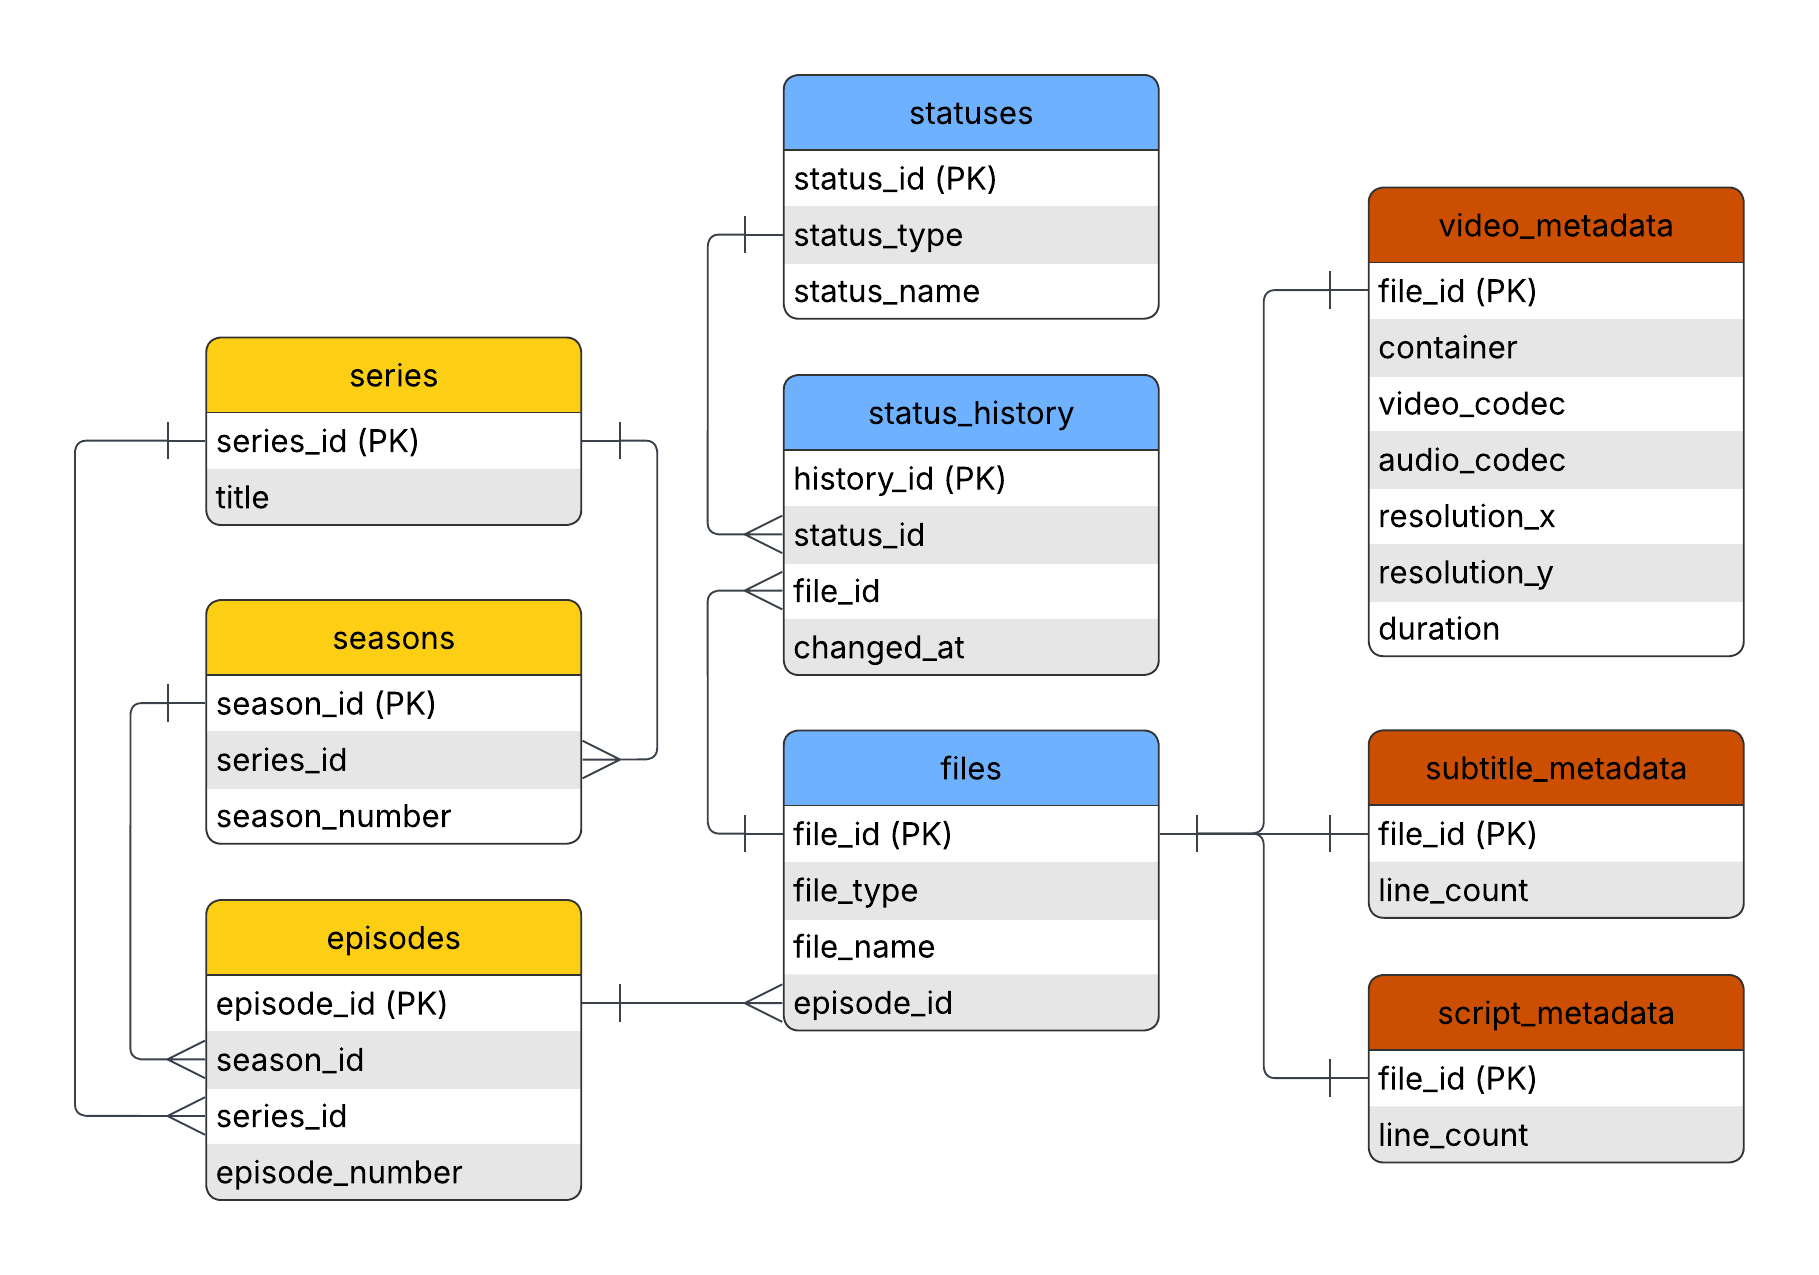 series
series_id (PK)
title
seasons
season_id (PK)
series_id
season_number
episodes
episode_id (PK)
season_id
series_id
episode_number
statuses
status_id (PK)
status_type
status_name
status_history
history_id (PK)
status_id
file_id
changed_at
files
file_id (PK)
file_type
file_name
episode_id
video_metadata
file_id (PK)
container
video_codec
audio_codec
resolution_x
resolution_y
duration
subtitle_metadata
file_id (PK)
line_count
script_metadata
file_id (PK)
line_count